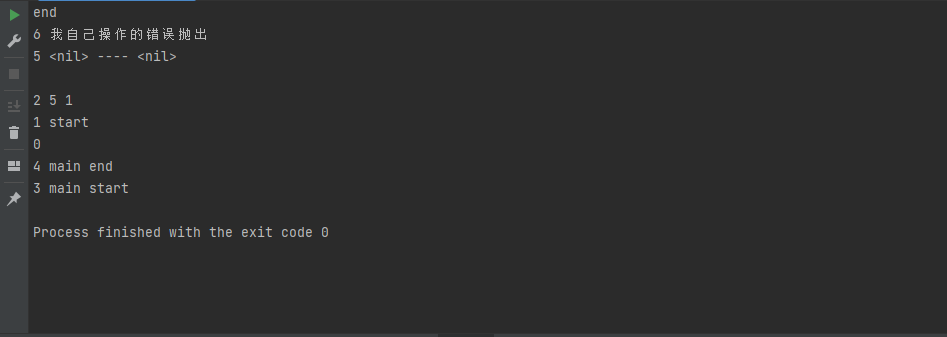 end
6 我自己操作的错误抛出
5 <nil> ---- <nil>
2 5 1
1 start
0
4 main end
3 main start
Process finished with the exit code 0